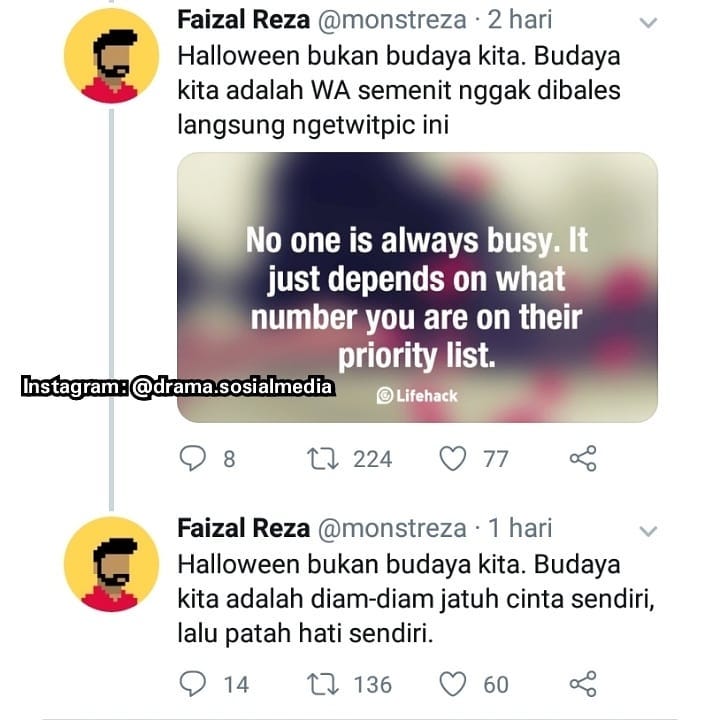 Faizal Reza @monstreza · 2 hari
Halloween bukan budaya kita. Budaya
kita adalah WA semenit nggak dibales
langsung ngetwitpic ini
No one is always busy. It
just depends on what
number you are on their
priority list.
Lifehack
Instagram: @drama.sosialmedia
8 224 77
Faizal Reza @monstreza · 1 hari
Halloween bukan budaya kita. Budaya
kita adalah diam-diam jatuh cinta sendiri,
lalu patah hati sendiri.
14 136 60